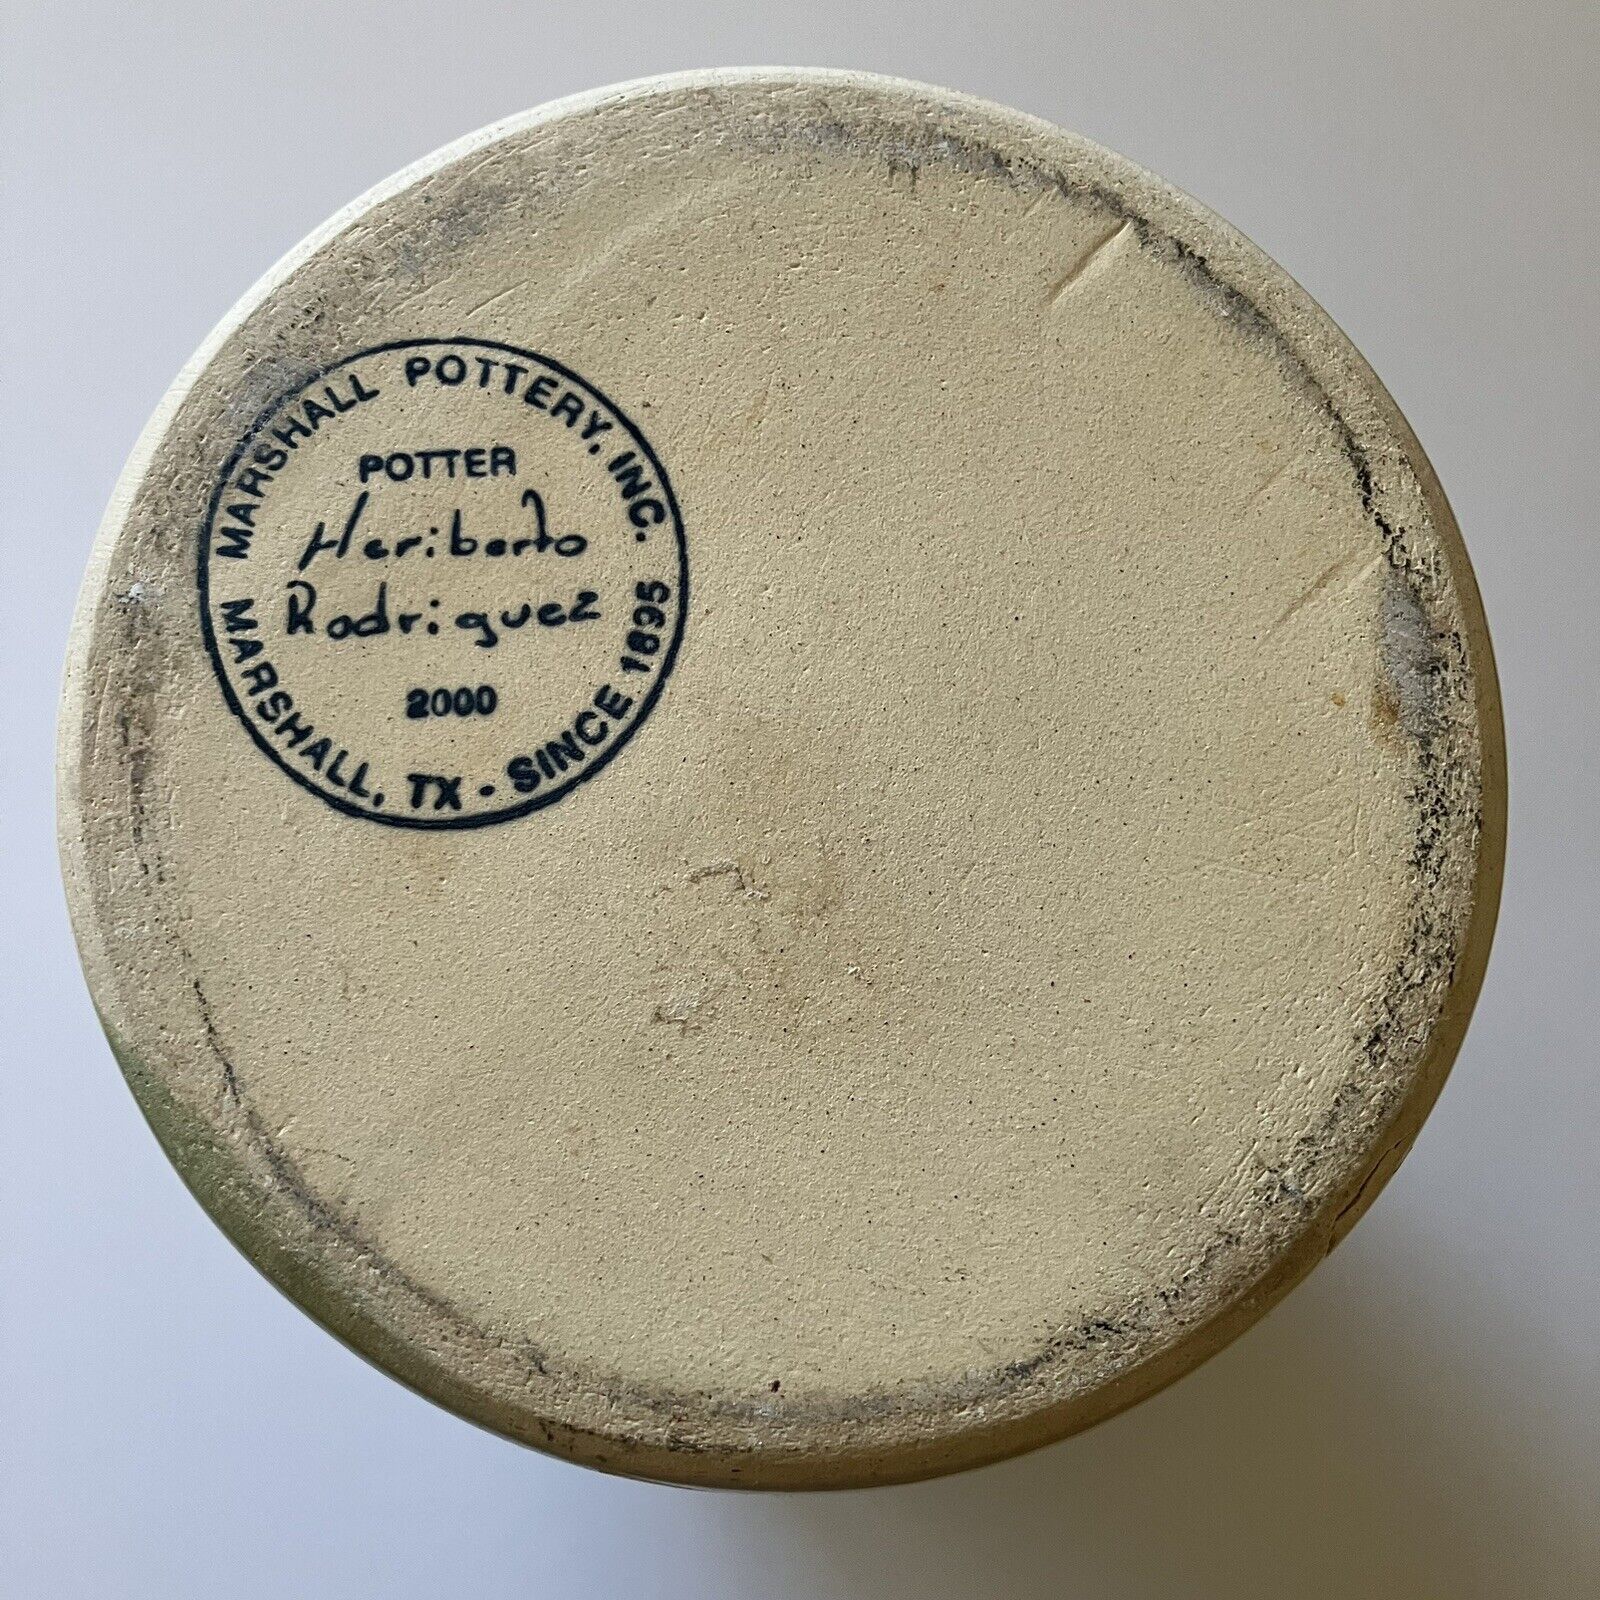 MARSHALL POTTERY, INC.
POTTER
Heriberto
Rodriguez
2000
MARSHALL, TX - SINCE 1895